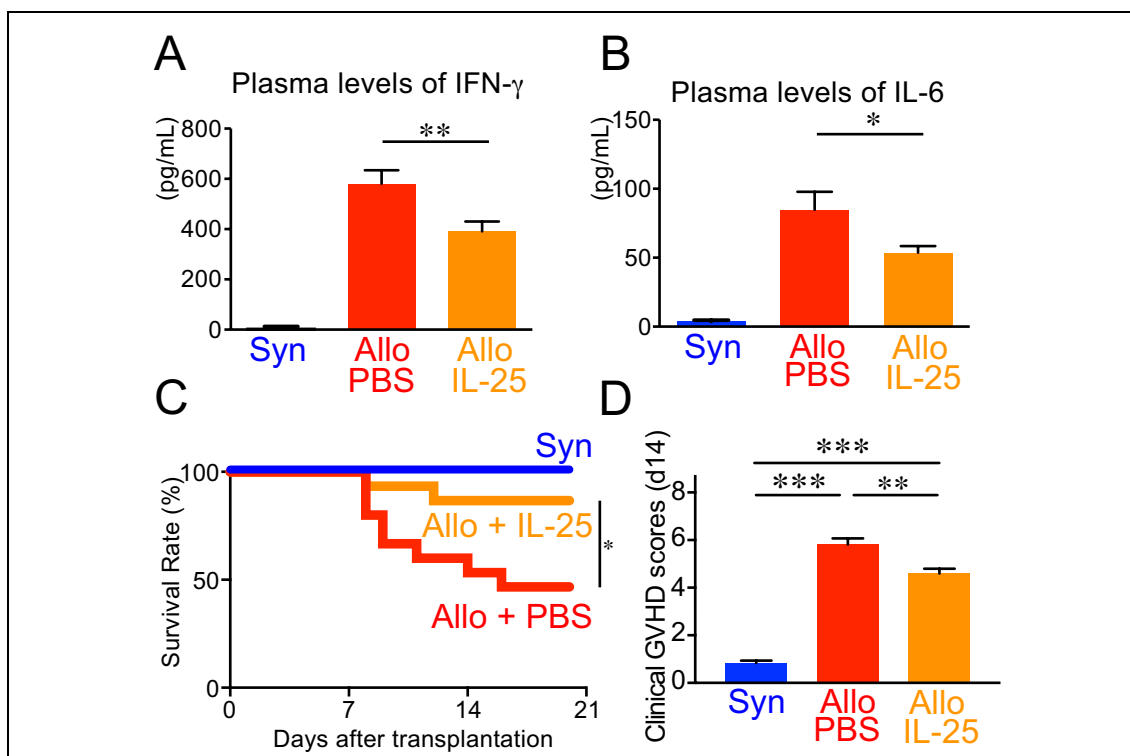 A
Plasma levels of IFN-γ
(pg/mL)
800
600
400
200
0
**
Syn
Allo
PBS
Allo
IL-25
B
Plasma levels of IL-6
(pg/mL)
150
100
50
0
*
Syn
Allo
PBS
Allo
IL-25
C
Survival Rate (%)
100
50
0
Syn
Allo + IL-25
Allo + PBS
*
0
7
14
21
Days after transplantation
D
Clinical GVHD scores (d14)
8
6
4
2
0
***
***
**
Syn
Allo
PBS
Allo
IL-25